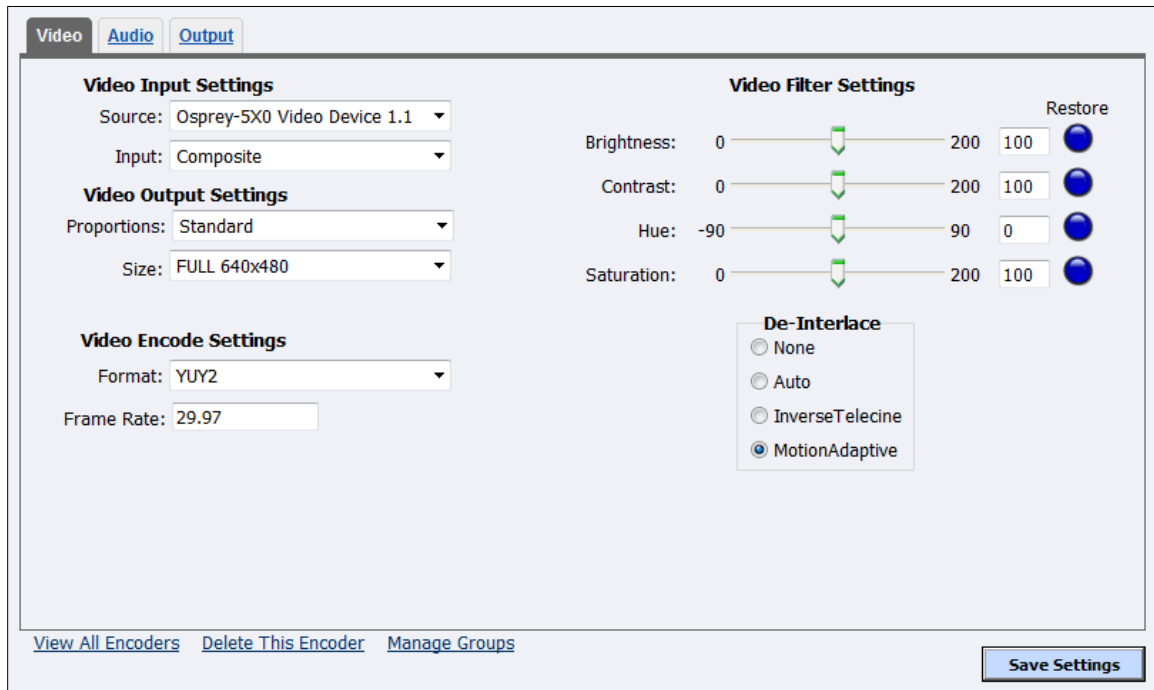 Video Audio Output
Video Input Settings
Source: Osprey-5X0 Video Device 1.1
Input: Composite
Video Output Settings
Proportions: Standard
Size: FULL 640x480
Video Encode Settings
Format: YUY2
Frame Rate: 29.97
Video Filter Settings
Restore
Brightness: 0 200 100
Contrast: 0 200 100
Hue: -90 90 0
Saturation: 0 200 100
De-Interlace
None
Auto
InverseTelecine
MotionAdaptive
View All Encoders Delete This Encoder Manage Groups
Save Settings